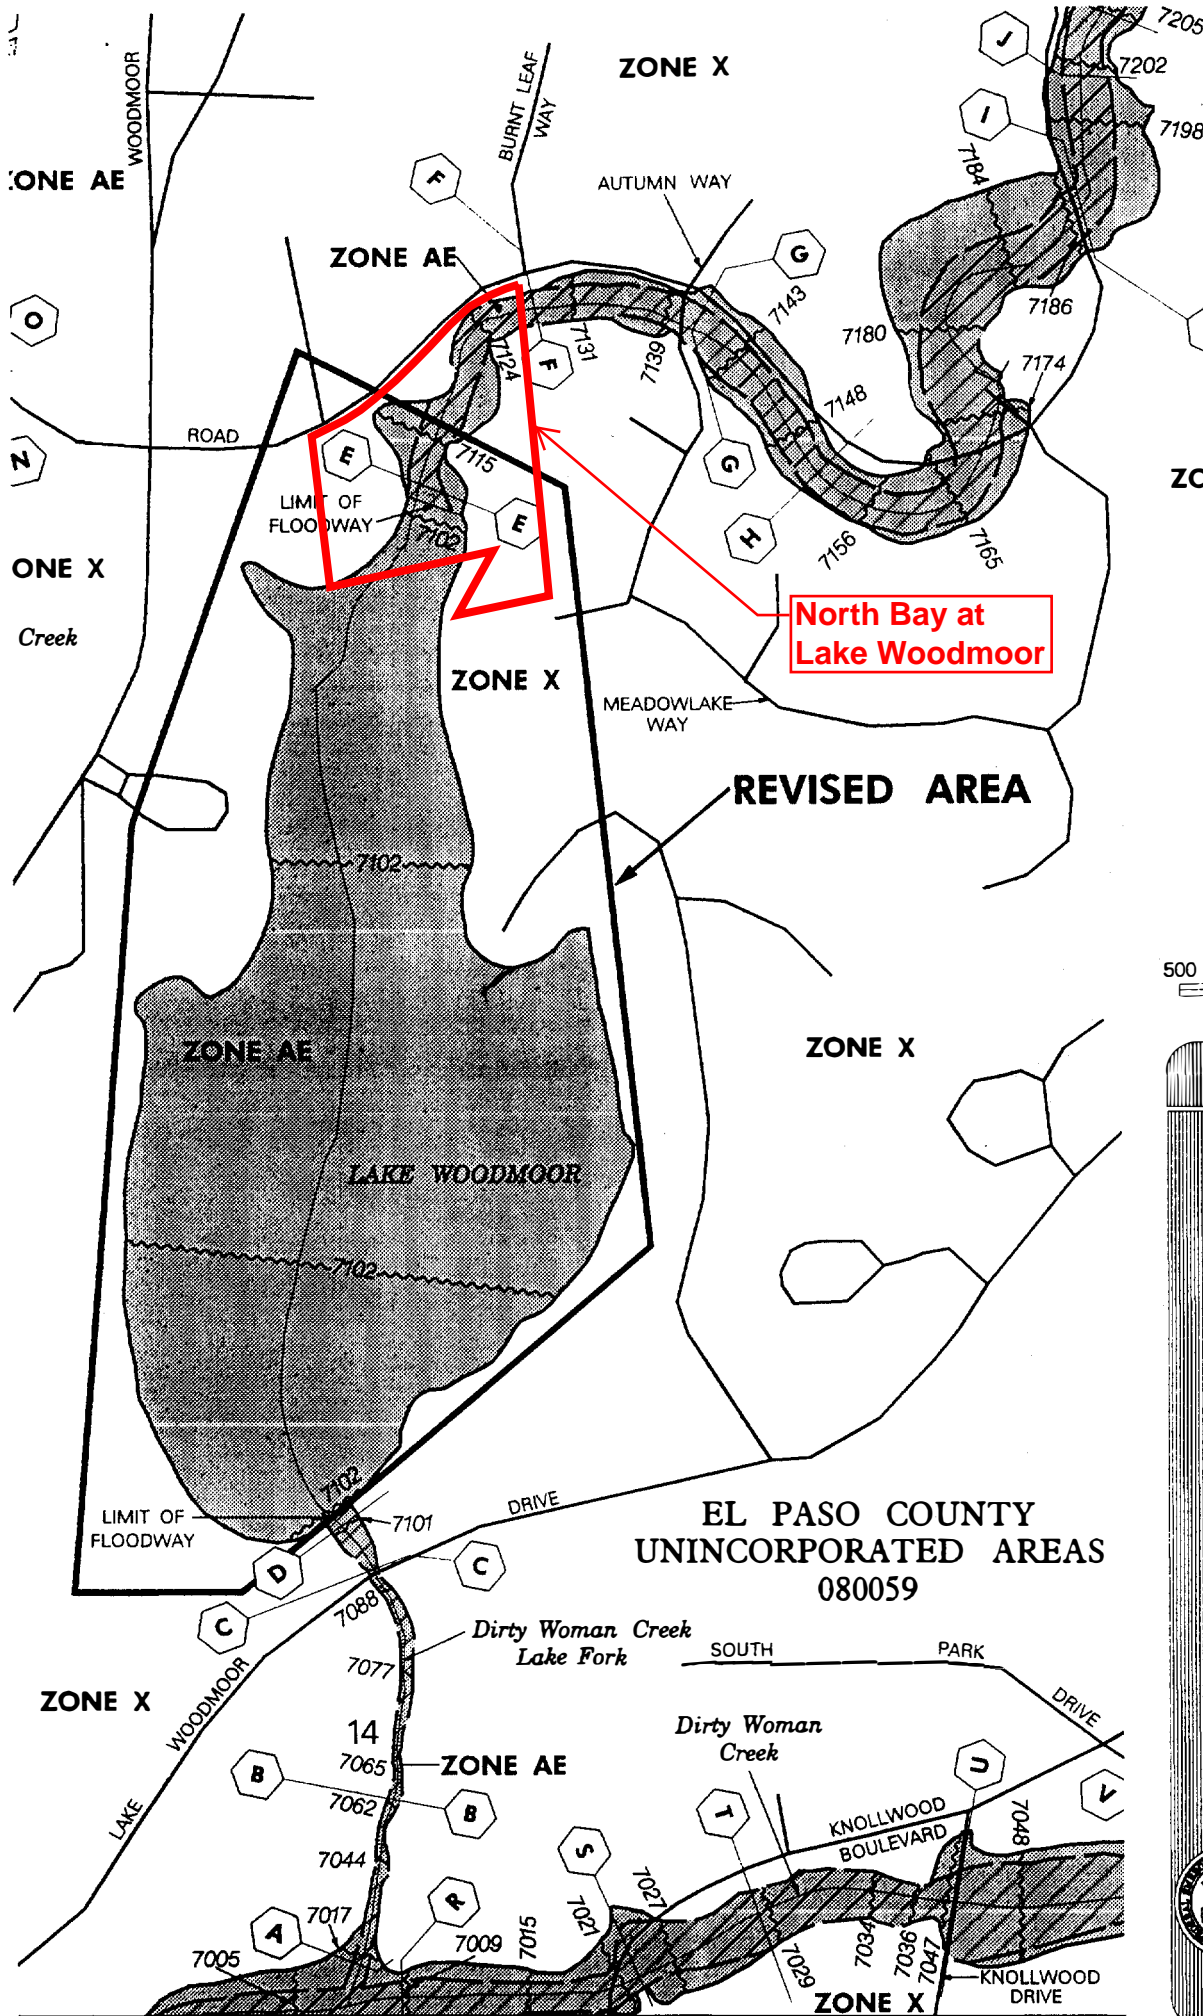 7205
ZONE X
J
7202
WOODMOOR
BURNT LEAF
WAY
I
7198
ZONE AE
F
AUTUMN WAY
7184
ZONE AE
G
O
7143
7186
7180
7124
F
7131
7139
7174
7148
ROAD
N
E
7115
G
LIMIT OF
FLOODWAY
E
7102
H
7156
7165
ONE X
Creek
North Bay at
Lake Woodmoor
ZONE X
MEADOWLAKE
WAY
REVISED AREA
7102
500
ZONE AE
ZONE X
LAKE WOODMOOR
7102
7102
LIMIT OF
FLOODWAY
7101
DRIVE
EL PASO COUNTY
UNINCORPORATED AREAS
080059
D
C
C
7088
Dirty Woman Creek
Lake Fork
SOUTH
PARK
DRIVE
7077
WOODMOOR
ZONE X
14
Dirty Woman
Creek
7065
ZONE AE
U
B
7062
B
T
V
LAKE
KNOLLWOOD
BOULEVARD
7048
7044
S
7027
R
7021
A
7017
7009
7015
7005
7029
7034
7036
7047
KNOLLWOOD
DRIVE
ZONE X